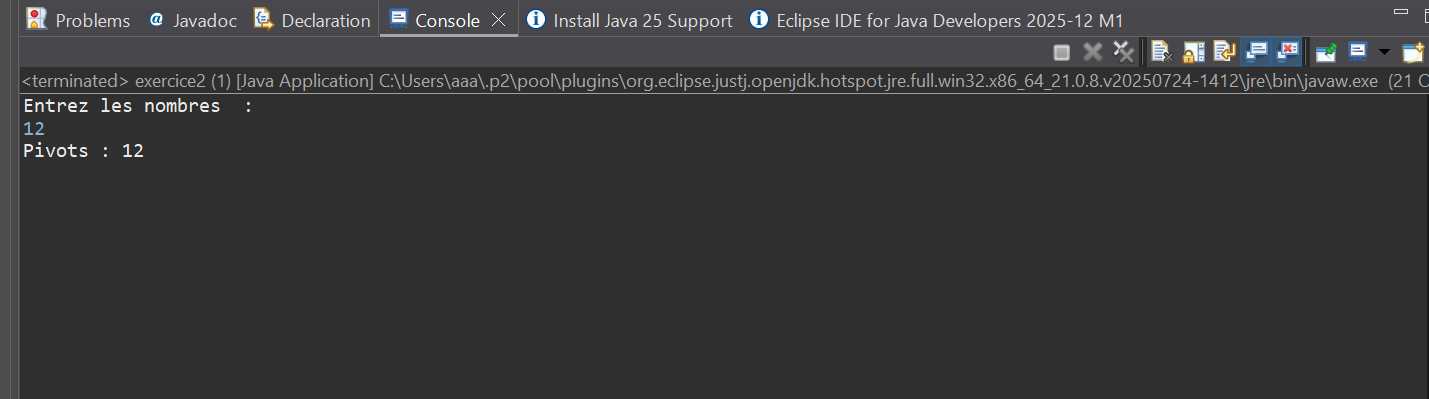 Problems @ Javadoc Declaration Console Install Java 25 Support Eclipse IDE for Java Developers 2025-12 M1
<terminated> exercice2 (1) [Java Application] C:\Users\aaa\.p2\pool\plugins\org.eclipse.justj.openjdk.hotspot.jre.full.win32.x86_64_21.0.8.v20250724-1412\jre\bin\javaw.exe (21 O
Entrez les nombres  :
12
Pivots : 12